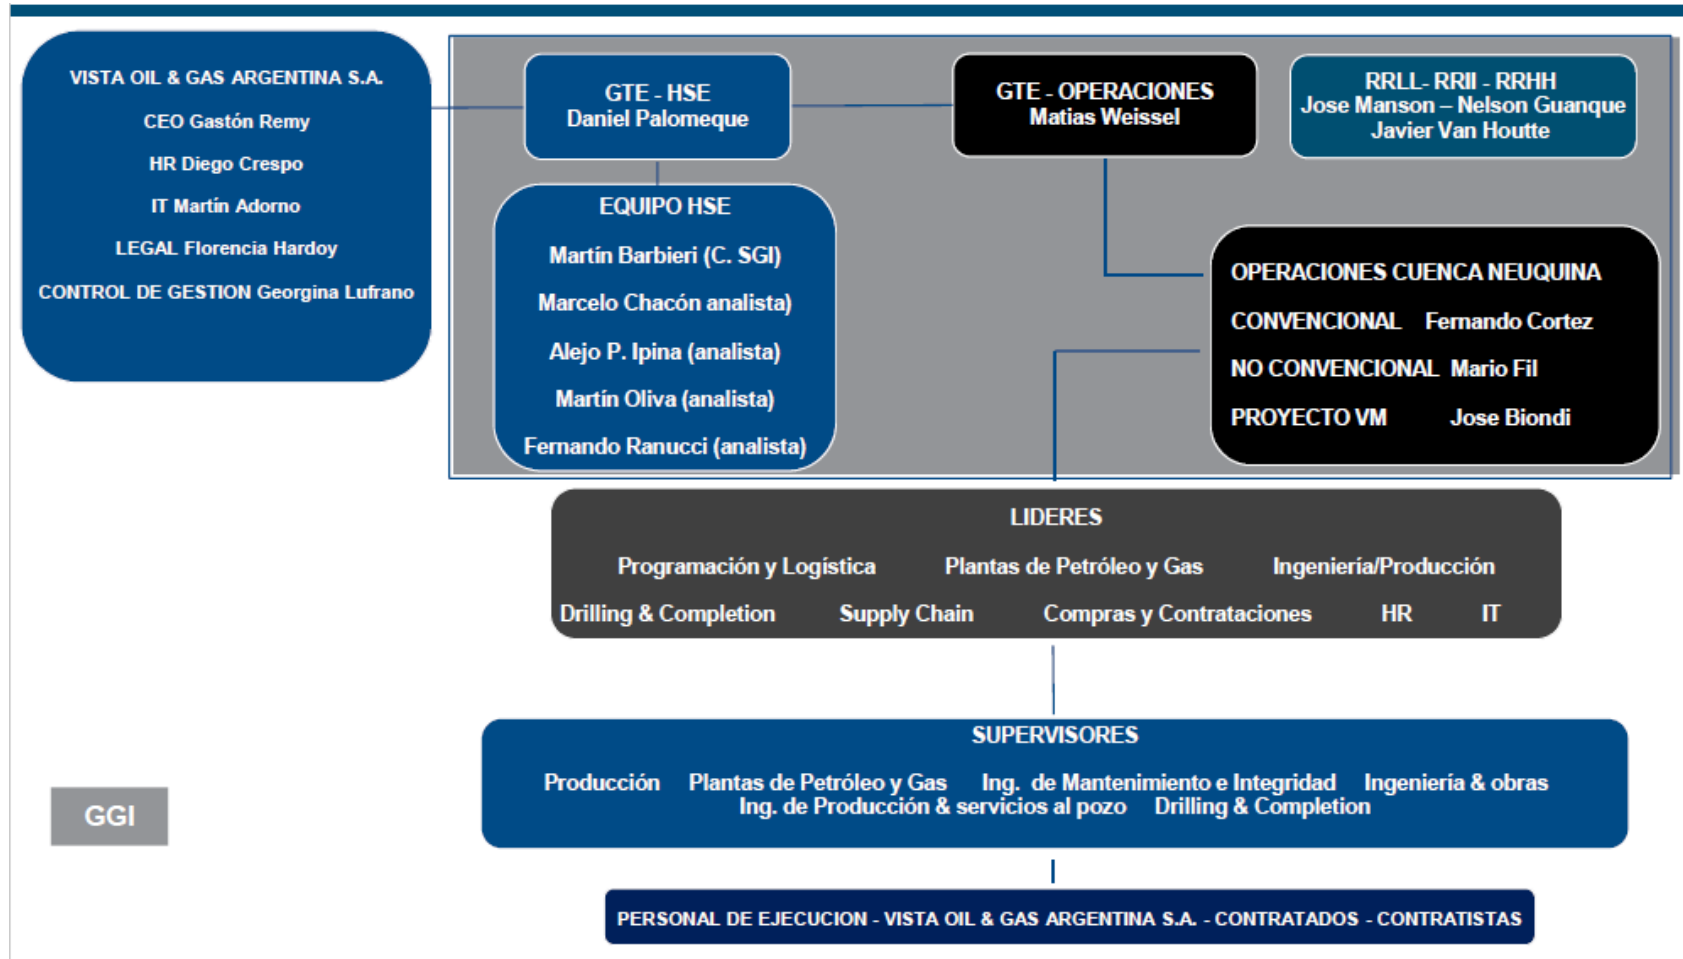 VISTA OIL & GAS ARGENTINA S.A.
CEO Gastón Remy
HR Diego Crespo
IT Martín Adorno
LEGAL Florencia Hardoy
CONTROL DE GESTION Georgina Lufrano
GTE - HSE
Daniel Palomeque
GTE - OPERACIONES
Matias Weissel
RRLL- RRII - RRHH
Jose Manson – Nelson Guanque
Javier Van Houtte
EQUIPO HSE
Martín Barbieri (C. SGI)
Marcelo Chacón analista)
Alejo P. Ipina (analista)
Martín Oliva (analista)
Fernando Ranucci (analista)
OPERACIONES CUENCA NEUQUINA
CONVENCIONAL Fernando Cortez
NO CONVENCIONAL Mario Fil
PROYECTO VM Jose Biondi
LIDERES
Programación y Logística Plantas de Petróleo y Gas Ingeniería/Producción
Drilling & Completion Supply Chain Compras y Contrataciones HR IT
SUPERVISORES
Producción Plantas de Petróleo y Gas Ing. de Mantenimiento e Integridad Ingeniería & obras
Ing. de Producción & servicios al pozo Drilling & Completion
GGI
PERSONAL DE EJECUCION - VISTA OIL & GAS ARGENTINA S.A. - CONTRATADOS - CONTRATISTAS